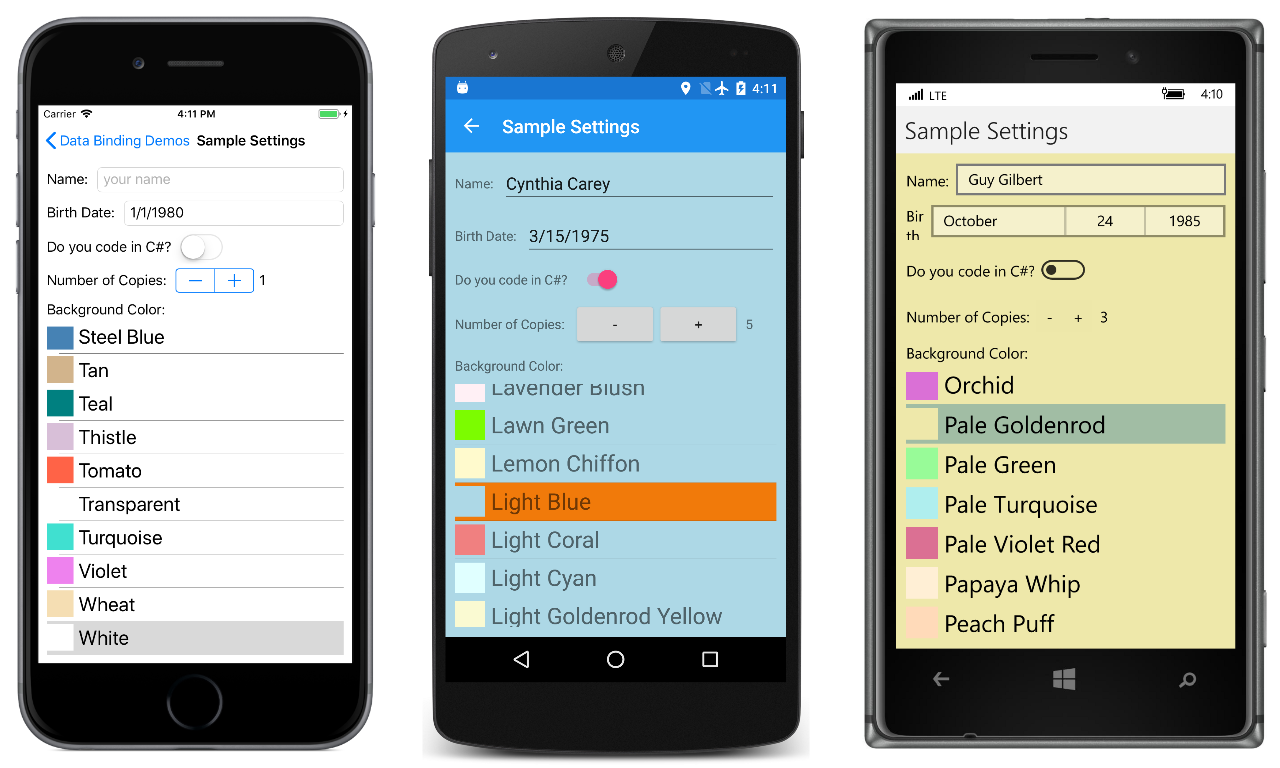 Carrier 4:11 PM
Data Binding Demos Sample Settings
Name: your name
Birth Date: 1/1/1980
Do you code in C#?
Number of Copies: − + 1
Background Color:
Steel Blue
Tan
Teal
Thistle
Tomato
Transparent
Turquoise
Violet
Wheat
White
4:11
Sample Settings
Name: Cynthia Carey
Birth Date: 3/15/1975
Do you code in C#?
Number of Copies: - + 5
Background Color:
Lavender Blush
Lawn Green
Lemon Chiffon
Light Blue
Light Coral
Light Cyan
Light Goldenrod Yellow
LTE 4:10
Sample Settings
Name: Guy Gilbert
Bir
th
October 24 1985
Do you code in C#?
Number of Copies: - + 3
Background Color:
Orchid
Pale Goldenrod
Pale Green
Pale Turquoise
Pale Violet Red
Papaya Whip
Peach Puff